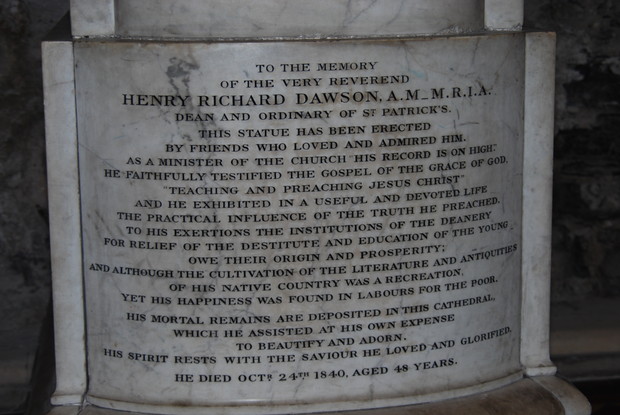 TO THE MEMORY
OF THE VERY REVEREND
HENRY RICHARD DAWSON, A.M_M.R.I.A.
DEAN AND ORDINARY OF ST PATRICK'S.
THIS STATUE HAS BEEN ERECTED
BY FRIENDS WHO LOVED AND ADMIRED HIM.
AS A MINISTER OF THE CHURCH HIS RECORD IS ON HIGH:
HE FAITHFULLY TESTIFIED THE GOSPEL OF THE GRACE OF GOD.
"TEACHING AND PREACHING JESUS CHRIST"
AND HE EXHIBITED IN A USEFUL AND DEVOTED LIFE
THE PRACTICAL INFLUENCE OF THE TRUTH HE PREACHED.
TO HIS EXERTIONS THE INSTITUTIONS OF THE DEANERY
FOR RELIEF OF THE DESTITUTE AND EDUCATION OF THE YOUNG
OWE THEIR ORIGIN AND PROSPERITY;
AND ALTHOUGH THE CULTIVATION OF THE LITERATURE AND ANTIQUITIES
OF HIS NATIVE COUNTRY WAS A RECREATION,
YET HIS HAPPINESS WAS FOUND IN LABOURS FOR THE POOR.
HIS MORTAL REMAINS ARE DEPOSITED IN THIS CATHEDRAL,
WHICH HE ASSISTED AT HIS OWN EXPENSE
TO BEAUTIFY AND ADORN.
HIS SPIRIT RESTS WITH THE SAVIOUR HE LOVED AND GLORIFIED.
HE DIED OCTR 24TH 1840, AGED 48 YEARS.